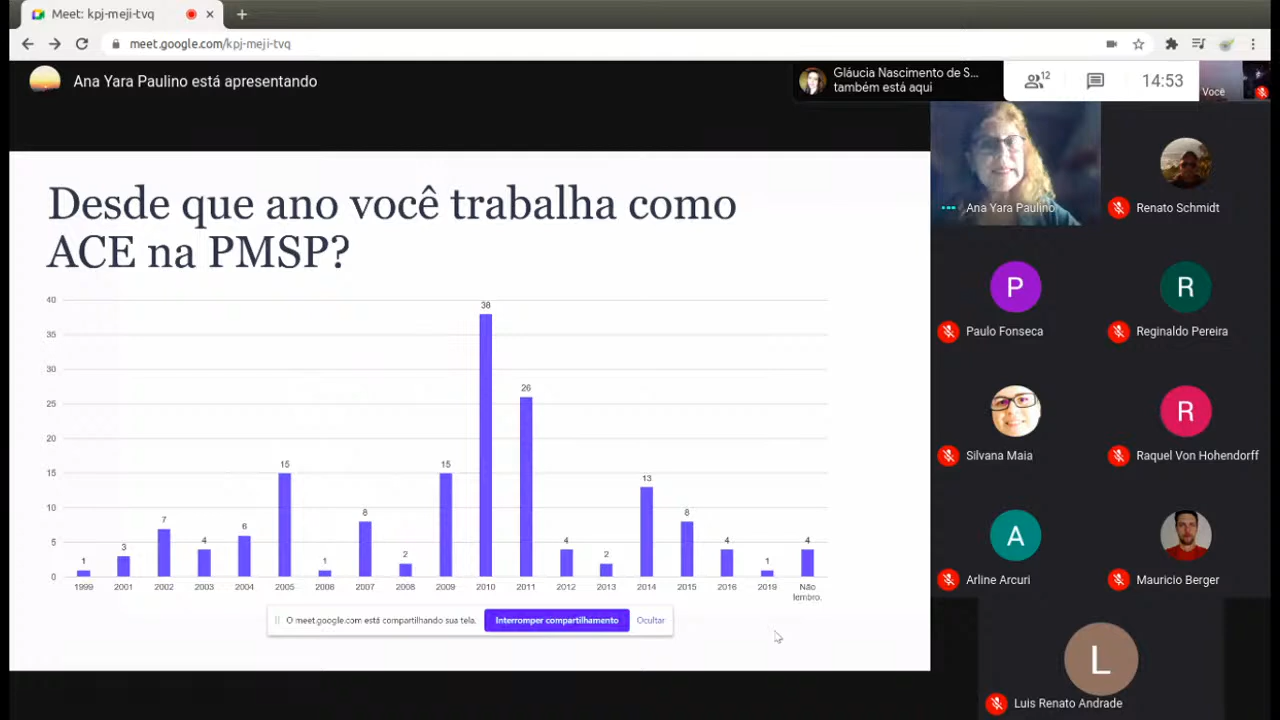 Meet: kpj-meji-tvq
meet.google.com/kpj-meji-tvq
Ana Yara Paulino está apresentando
Gláucia Nascimento de S...
também está aqui
12
14:53
Você
Desde que ano você trabalha como
ACE na PMSP?
40
35
30
25
20
15
10
5
0
1
3
7
4
6
15
1
8
2
15
38
26
4
2
13
8
4
1
4
1999
2001
2002
2003
2004
2005
2006
2007
2008
2009
2010
2011
2012
2013
2014
2015
2016
2019
Não
lembro.
O meet.google.com está compartilhando sua tela.
Interromper compartilhamento
Ocultar
Ana Yara Paulino
Renato Schmidt
P
Paulo Fonseca
R
Reginaldo Pereira
Silvana Maia
R
Raquel Von Hohendorff
A
Arline Arcuri
Mauricio Berger
L
Luis Renato Andrade